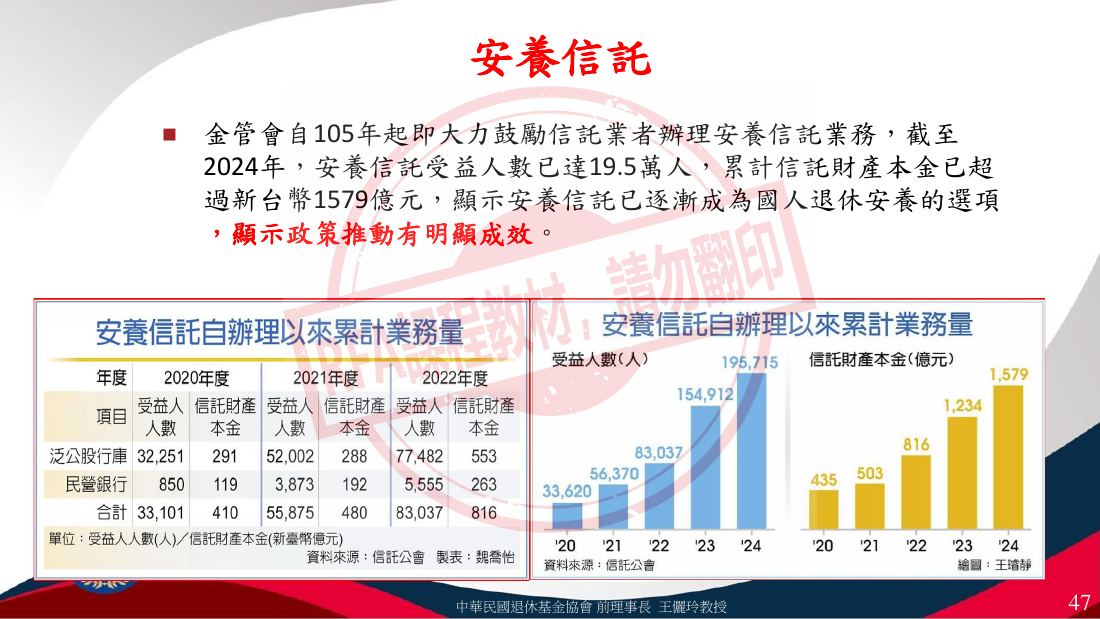 安養信託
金管會自105年起即大力鼓勵信託業者辦理安養信託業務，截至
2024年，安養信託受益人數已達19.5萬人，累計信託財產本金已超
過新台幣1579億元，顯示安養信託已逐漸成為國人退休安養的選項
，顯示政策推動有明顯成效。
RFA課程教材，請勿翻印
安養信託自辦理以來累計業務量
年度 2020年度 2021年度 2022年度
項目 受益人人數 信託財產本金 受益人人數 信託財產本金 受益人人數 信託財產本金
泛公股行庫 32,251 291 52,002 288 77,482 553
民營銀行 850 119 3,873 192 5,555 263
合計 33,101 410 55,875 480 83,037 816
單位：受益人人數(人)／信託財產本金(新臺幣億元)
資料來源：信託公會 製表：魏喬怡
安養信託自辦理以來累計業務量
受益人數(人)
33,620 56,370 83,037 154,912 195,715
'20 '21 '22 '23 '24
資料來源：信託公會
信託財產本金(億元)
435 503 816 1,234 1,579
'20 '21 '22 '23 '24
繪圖：王璿靜
中華民國退休基金協會 前理事長 王儷玲教授
47